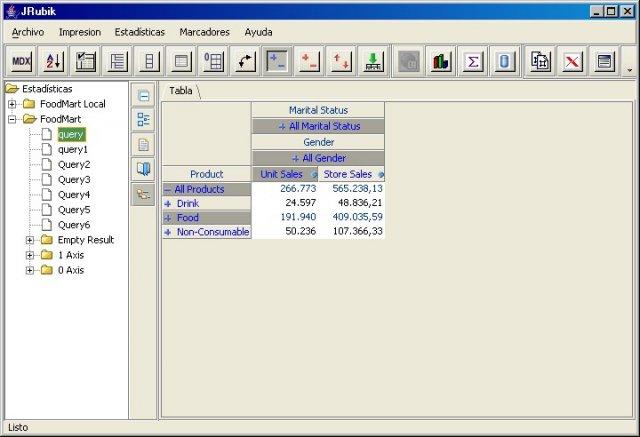 JRubik
Archivo Impresion Estadísticas Marcadores Ayuda
MDX
Estadísticas
FoodMart Local
FoodMart
query
query1
Query2
Query3
Query4
Query5
Query6
Empty Result
1 Axis
0 Axis
Tabla
Marital Status
All Marital Status
Gender
All Gender
Product Unit Sales Store Sales
All Products 266.773 565.238,13
Drink 24.597 48.836,21
Food 191.940 409.035,59
Non-Consumable 50.236 107.366,33
Listo